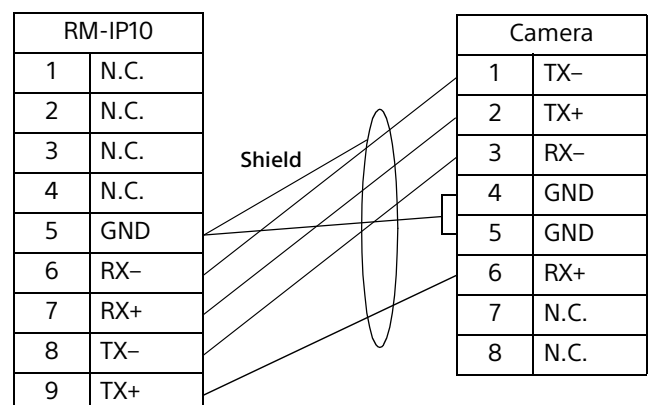 RM-IP10
1 N.C.
2 N.C.
3 N.C.
4 N.C.
5 GND
6 RX–
7 RX+
8 TX–
9 TX+
Shield
Camera
1 TX–
2 TX+
3 RX–
4 GND
5 GND
6 RX+
7 N.C.
8 N.C.